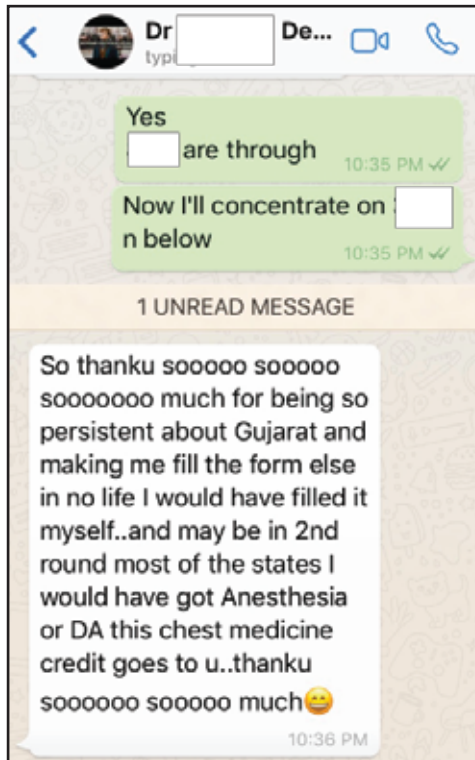 Dr De...
Yes
are through
10:35 PM
Now I'll concentrate on
n below
10:35 PM
1 UNREAD MESSAGE
So thanku sooooo sooooo
soooooooo much for being so
persistent about Gujarat and
making me fill the form else
in no life I would have filled it
myself..and may be in 2nd
round most of the states I
would have got Anesthesia
or DA this chest medicine
credit goes to u..thanku
sooooooo sooooo much😄
10:36 PM